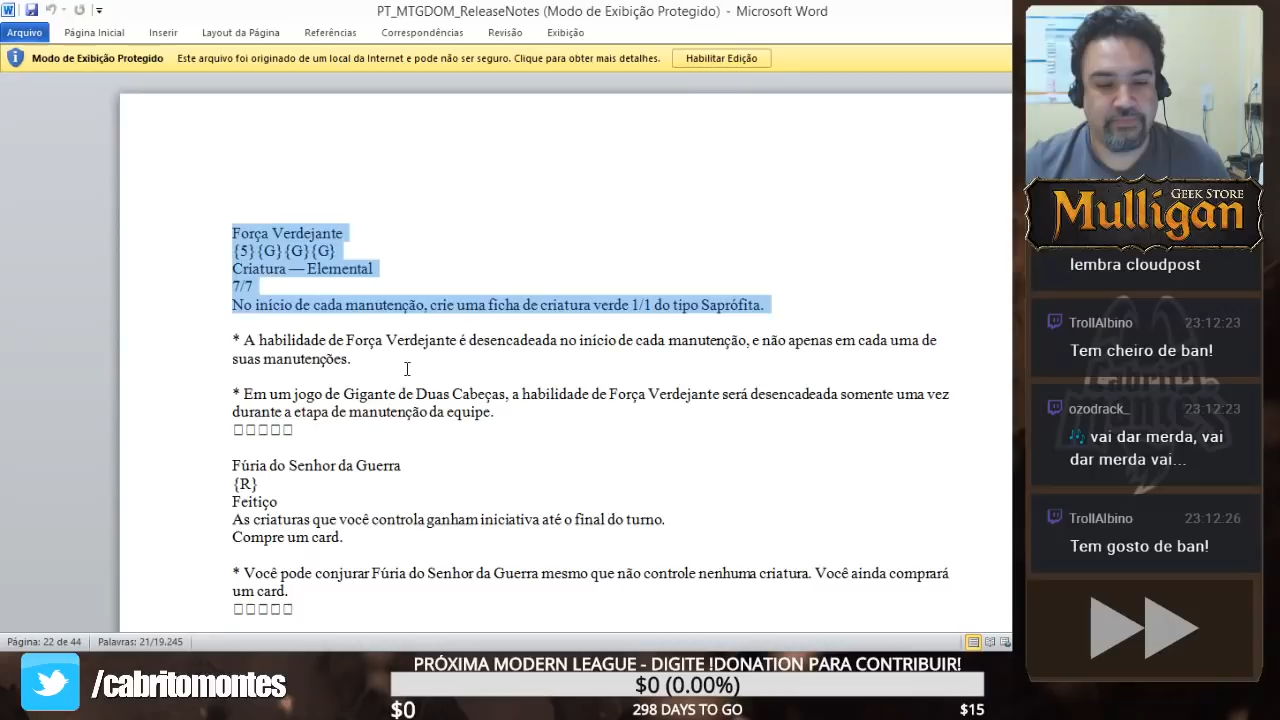 PT_MTGDOM_ReleaseNotes (Modo de Exibição Protegido) - Microsoft Word
Arquivo Página Inicial Inserir Layout da Página Referências Correspondências Revisão Exibição
Modo de Exibição Protegido Este arquivo foi originado de um local da Internet e pode não ser seguro. Clique para obter mais detalhes. Habilitar Edição
Força Verdejante
{5}{G}{G}{G}
Criatura — Elemental
7/7
No início de cada manutenção, crie uma ficha de criatura verde 1/1 do tipo Saprófita.
* A habilidade de Força Verdejante é desencadeada no início de cada manutenção, e não apenas em cada uma de
suas manutenções.
* Em um jogo de Gigante de Duas Cabeças, a habilidade de Força Verdejante será desencadeada somente uma vez
durante a etapa de manutenção da equipe.
□□□□□
Fúria do Senhor da Guerra
{R}
Feitiço
As criaturas que você controla ganham iniciativa até o final do turno.
Compre um card.
* Você pode conjurar Fúria do Senhor da Guerra mesmo que não controle nenhuma criatura. Você ainda comprará
um card.
□□□□□
Página: 22 de 44 Palavras: 21/19.245
GEEK STORE
Mulligan
lembra cloudpost
TrollAlbino 23:12:23
Tem cheiro de ban!
ozodrack_ 23:12:23
🎶 vai dar merda, vai
dar merda vai...
TrollAlbino 23:12:26
Tem gosto de ban!
/cabritomontes
PRÓXIMA MODERN LEAGUE - DIGITE !DONATION PARA CONTRIBUIR!
$0 (0.00%)
$0 298 DAYS TO GO $15